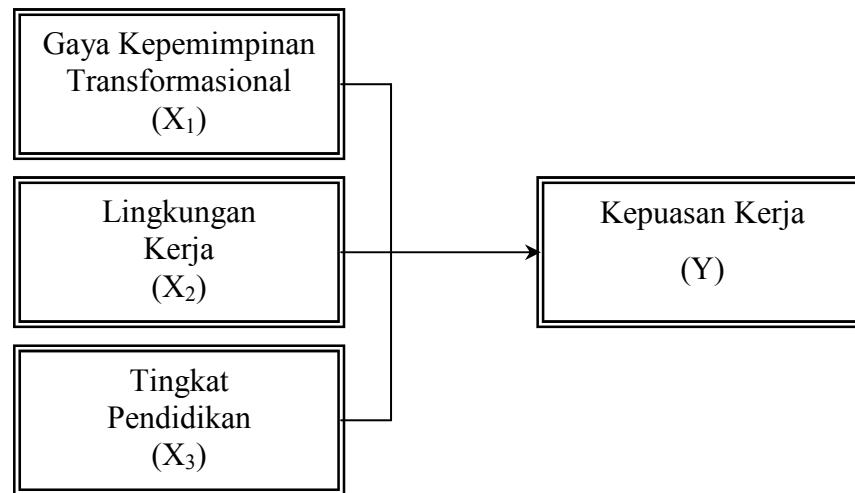 Gaya Kepemimpinan
Transformasional
(X₁)
Lingkungan
Kerja
(X₂)
Tingkat
Pendidikan
(X₃)
Kepuasan Kerja
(Y)